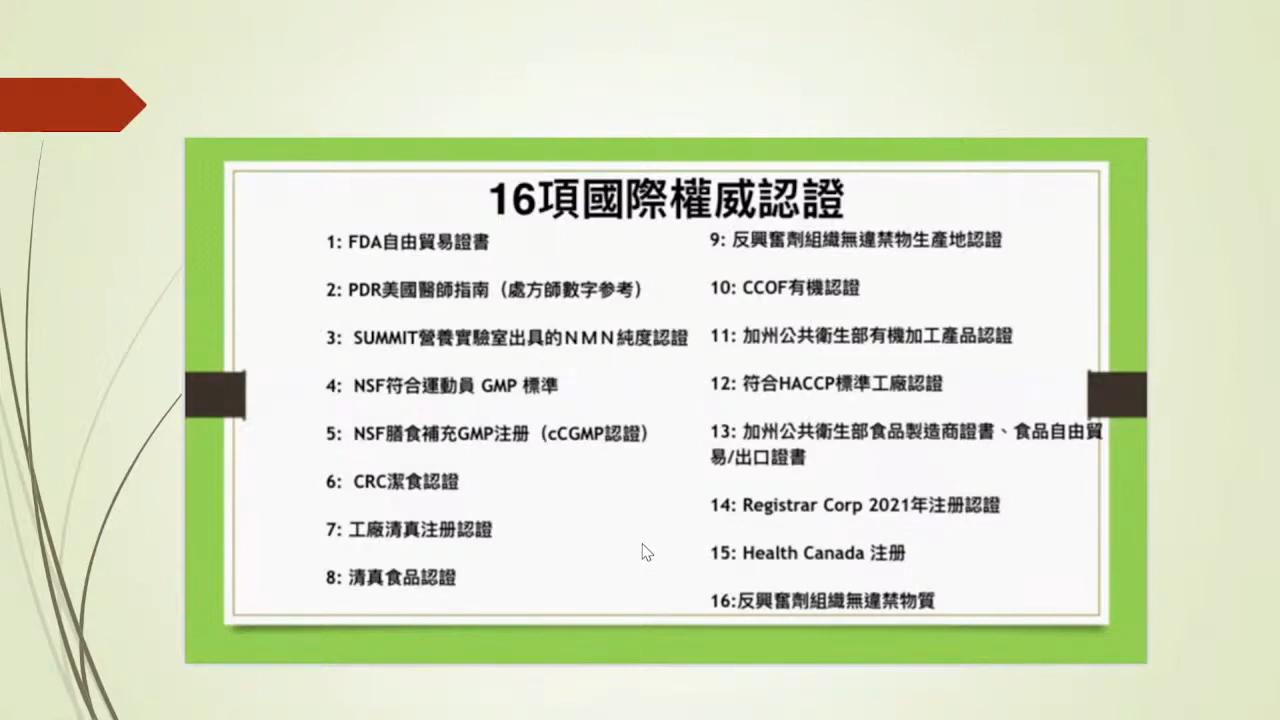 16項國際權威認證
1: FDA自由貿易證書
2: PDR美國醫師指南（處方師數字參考）
3: SUMMIT營養實驗室出具的ＮＭＮ純度認證
4: NSF符合運動員 GMP 標準
5: NSF膳食補充GMP注册（cCGMP認證）
6: CRC潔食認證
7: 工廠清真注册認證
8: 清真食品認證
9: 反興奮劑組織無違禁物生產地認證
10: CCOF有機認證
11: 加州公共衛生部有機加工產品認證
12: 符合HACCP標準工廠認證
13: 加州公共衛生部食品製造商證書、食品自由貿
易/出口證書
14: Registrar Corp 2021年注册認證
15: Health Canada 注册
16:反興奮劑組織無違禁物質